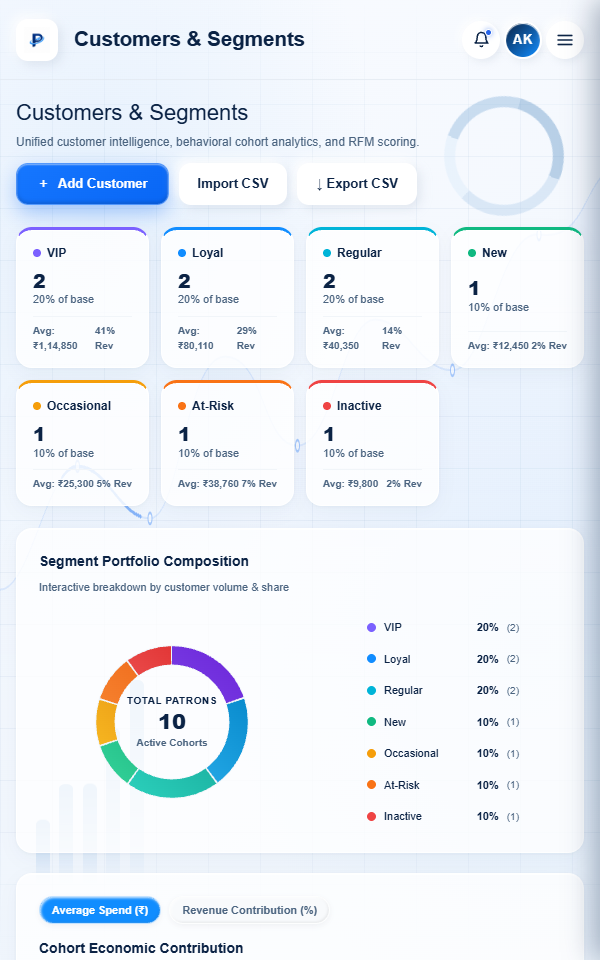 P
Customers & Segments
AK
Customers & Segments
Unified customer intelligence, behavioral cohort analytics, and RFM scoring.
+ Add Customer
Import CSV
↓ Export CSV
VIP
2
20% of base
Avg: ₹1,14,850
41% Rev
Loyal
2
20% of base
Avg: ₹80,110
29% Rev
Regular
2
20% of base
Avg: ₹40,350
14% Rev
New
1
10% of base
Avg: ₹12,450 2% Rev
Occasional
1
10% of base
Avg: ₹25,300 5% Rev
At-Risk
1
10% of base
Avg: ₹38,760 7% Rev
Inactive
1
10% of base
Avg: ₹9,800 2% Rev
Segment Portfolio Composition
Interactive breakdown by customer volume & share
TOTAL PATRONS
10
Active Cohorts
VIP 20% (2)
Loyal 20% (2)
Regular 20% (2)
New 10% (1)
Occasional 10% (1)
At-Risk 10% (1)
Inactive 10% (1)
Average Spend (₹)
Revenue Contribution (%)
Cohort Economic Contribution